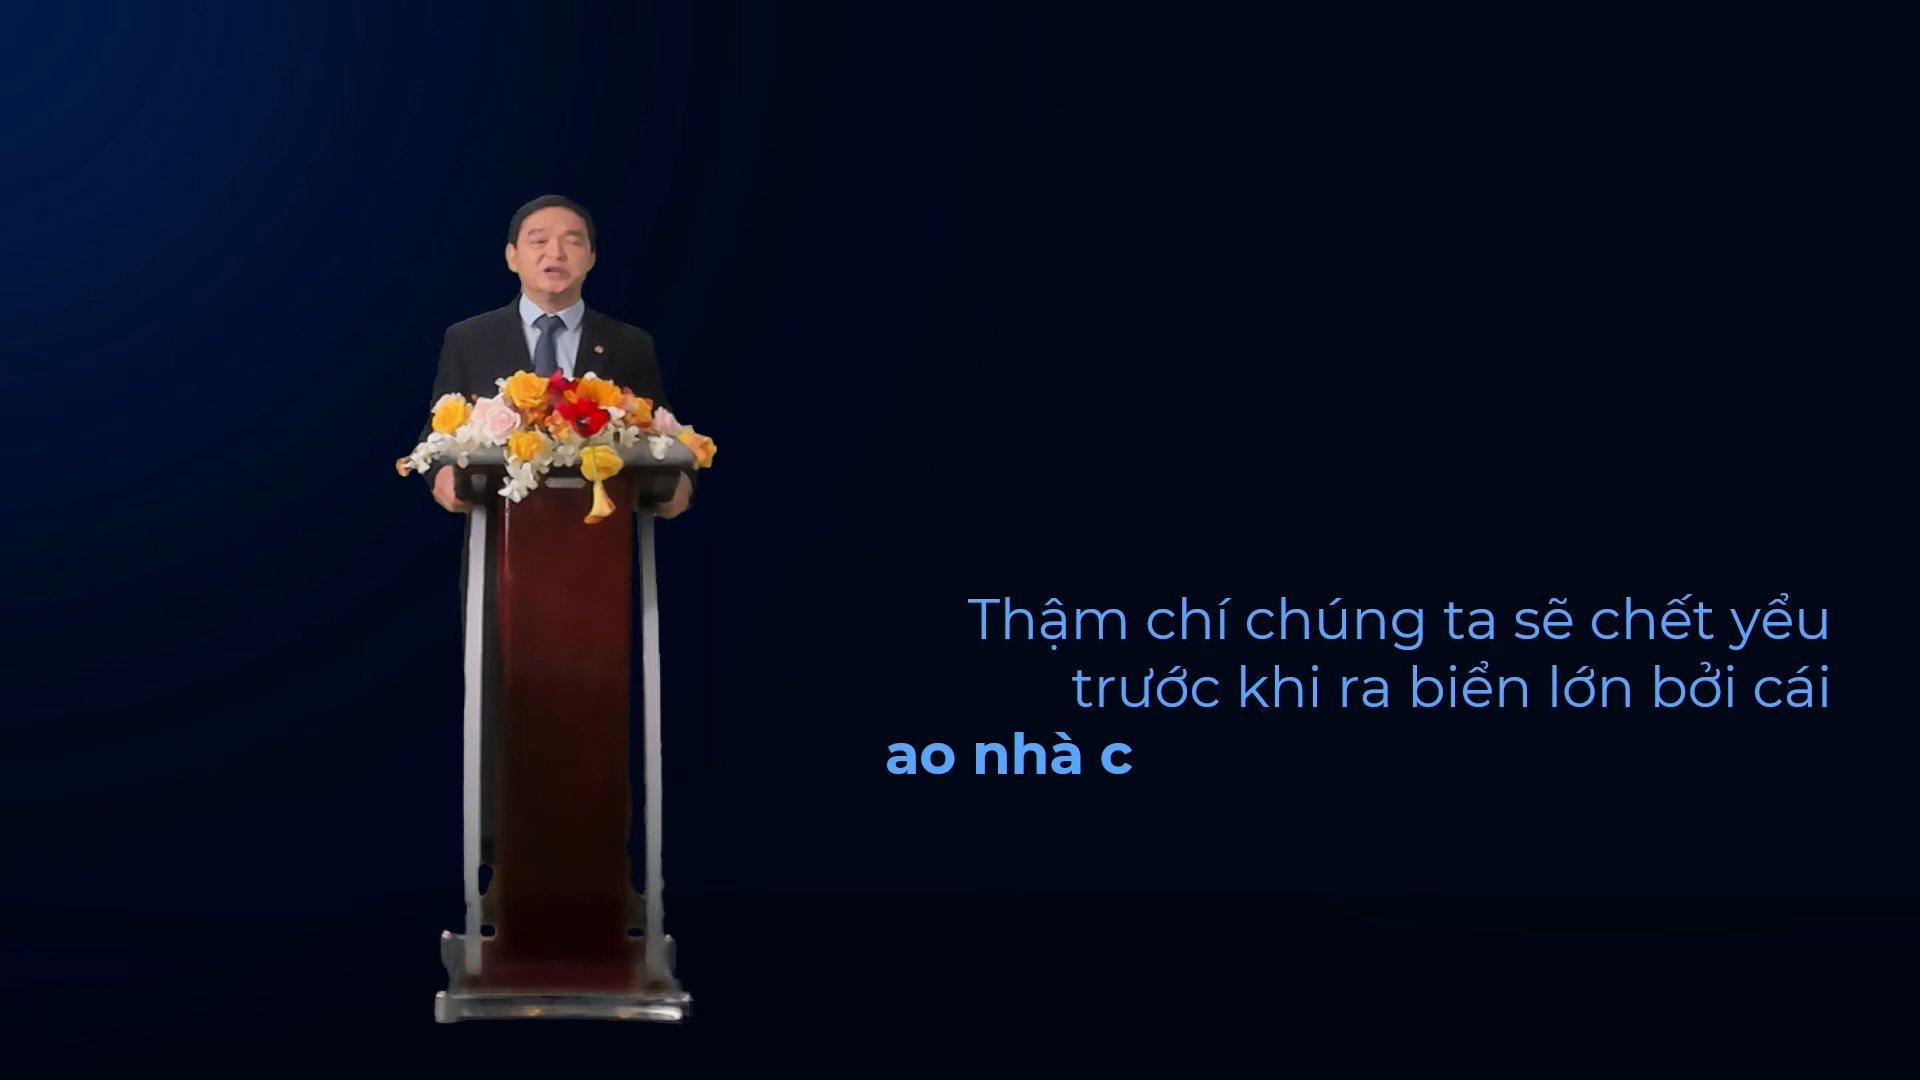 Thậm chí chúng ta sẽ chết yểu
trước khi ra biển lớn bởi cái
ao nhà c